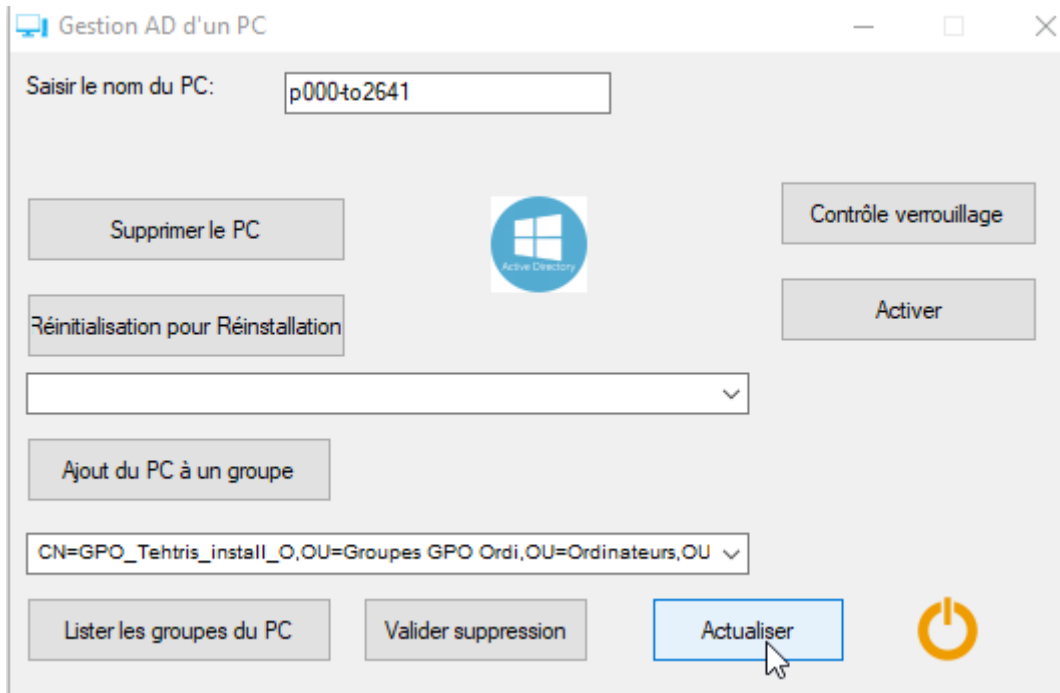 Gestion AD d'un PC
Saisir le nom du PC:
p000-to2641
Supprimer le PC
Active Directory
Contrôle verrouillage
Réinitialisation pour Réinstallation
Activer
Ajout du PC à un groupe
CN=GPO_Tehtris_install_O,OU=Groupes GPO Ordi,OU=Ordinateurs,OU
Lister les groupes du PC
Valider suppression
Actualiser